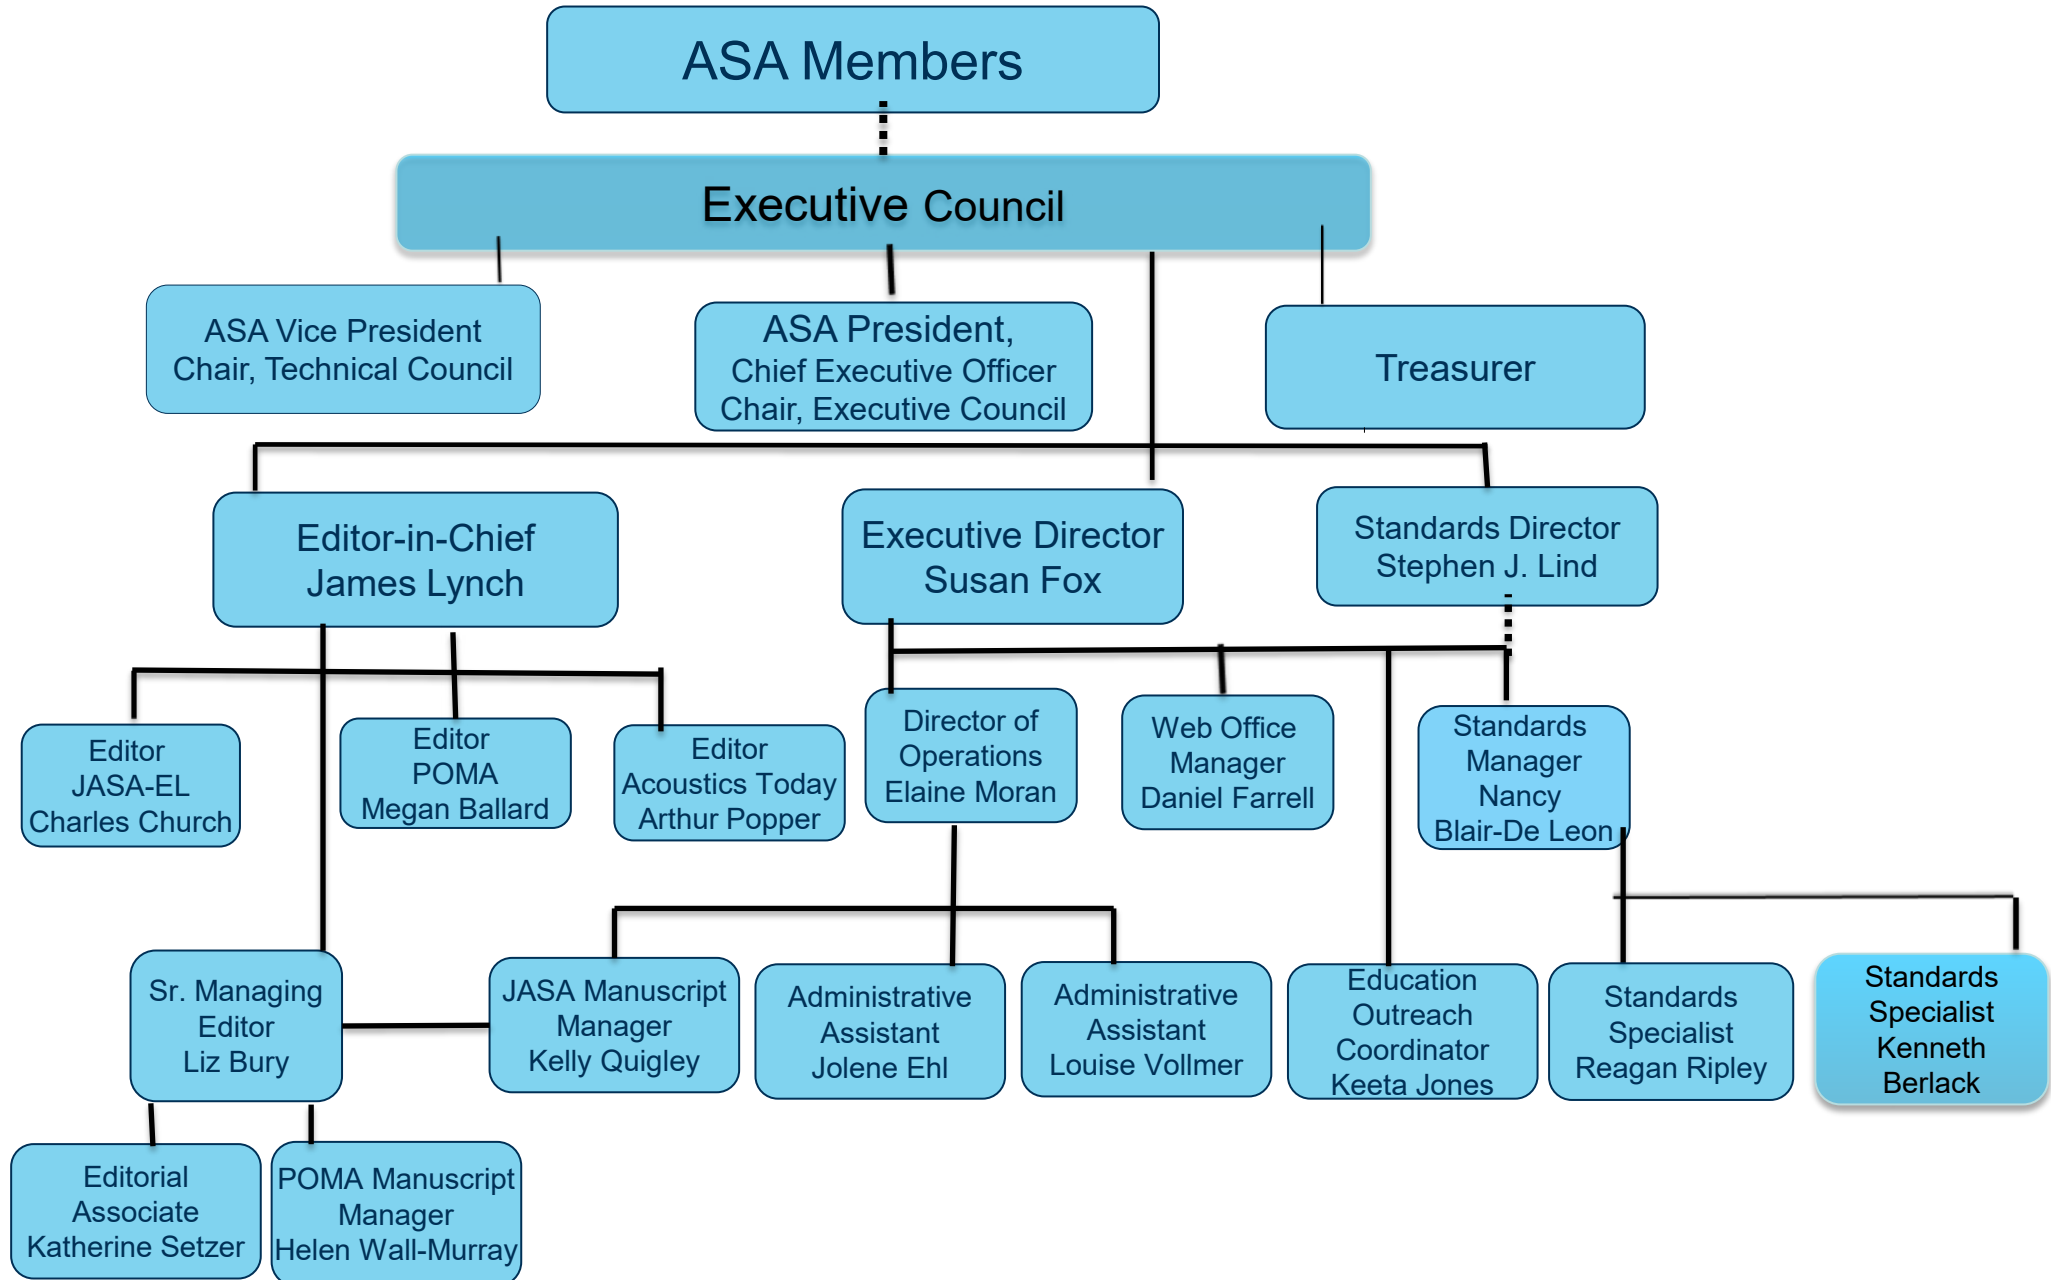 ASA Members
Executive Council
ASA Vice President
Chair, Technical Council
ASA President,
Chief Executive Officer
Chair, Executive Council
Treasurer
Editor-in-Chief
James Lynch
Executive Director
Susan Fox
Standards Director
Stephen J. Lind
Editor
JASA-EL
Charles Church
Editor
POMA
Megan Ballard
Editor
Acoustics Today
Arthur Popper
Director of
Operations
Elaine Moran
Web Office
Manager
Daniel Farrell
Standards
Manager
Nancy
Blair-De Leon
Sr. Managing
Editor
Liz Bury
JASA Manuscript
Manager
Kelly Quigley
Administrative
Assistant
Jolene Ehl
Administrative
Assistant
Louise Vollmer
Education
Outreach
Coordinator
Keeta Jones
Standards
Specialist
Reagan Ripley
Standards
Specialist
Kenneth
Berlack
Editorial
Associate
Katherine Setzer
POMA Manuscript
Manager
Helen Wall-Murray